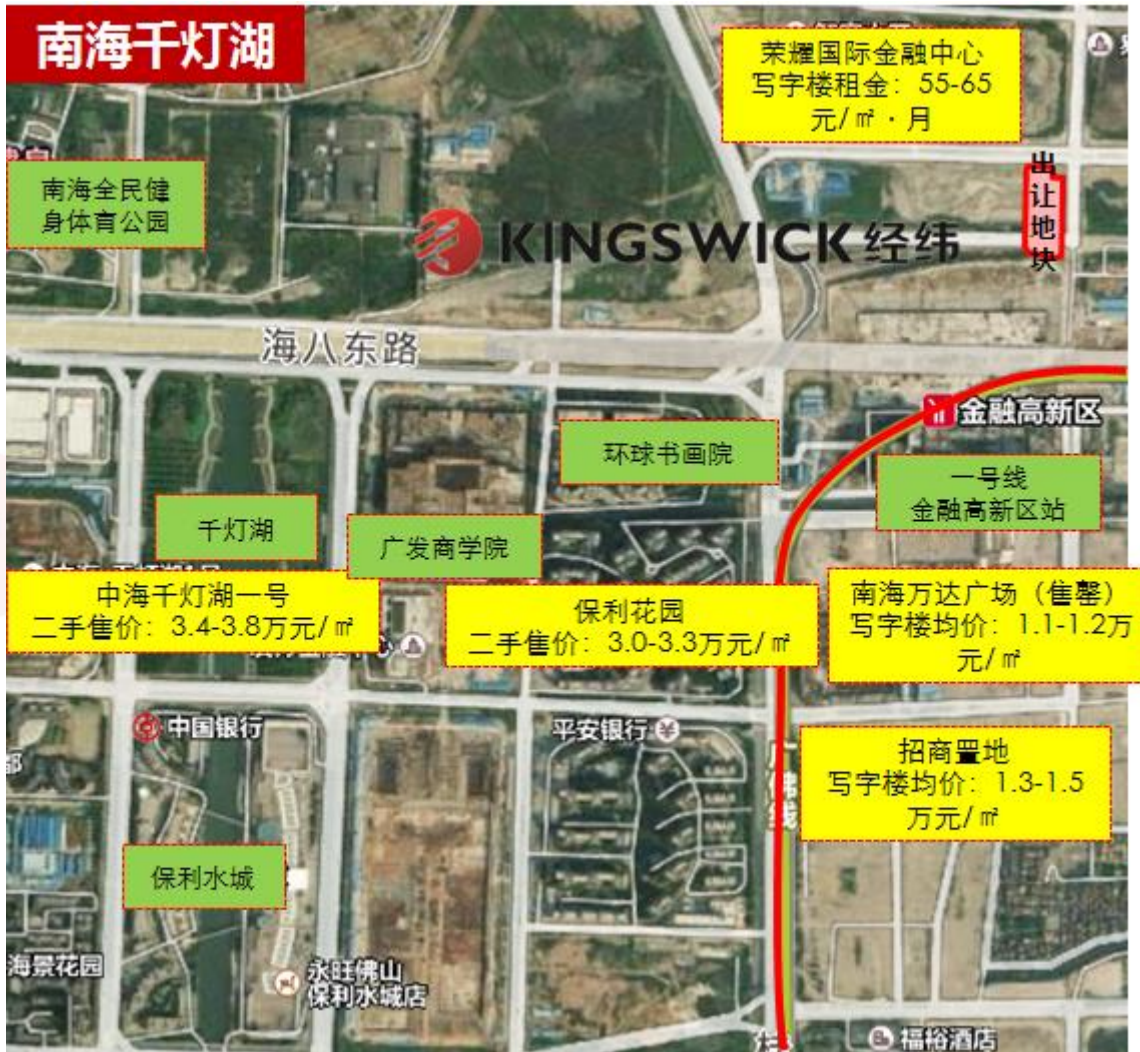 南海千灯湖
荣耀国际金融中心
写字楼租金：55-65
元/㎡·月
南海全民健
身体育公园
出
让
地
块
KINGSWICK 经纬
海八东路
金融高新区
环球书画院
一号线
金融高新区站
千灯湖
广发商学院
中海千灯湖一号
二手售价：3.4-3.8万元/㎡
保利花园
二手售价：3.0-3.3万元/㎡
南海万达广场（售罄）
写字楼均价：1.1-1.2万
元/㎡
中国银行
平安银行
招商置地
写字楼均价：1.3-1.5
万元/㎡
保利水城
海景花园
永旺佛山
保利水城店
福裕酒店